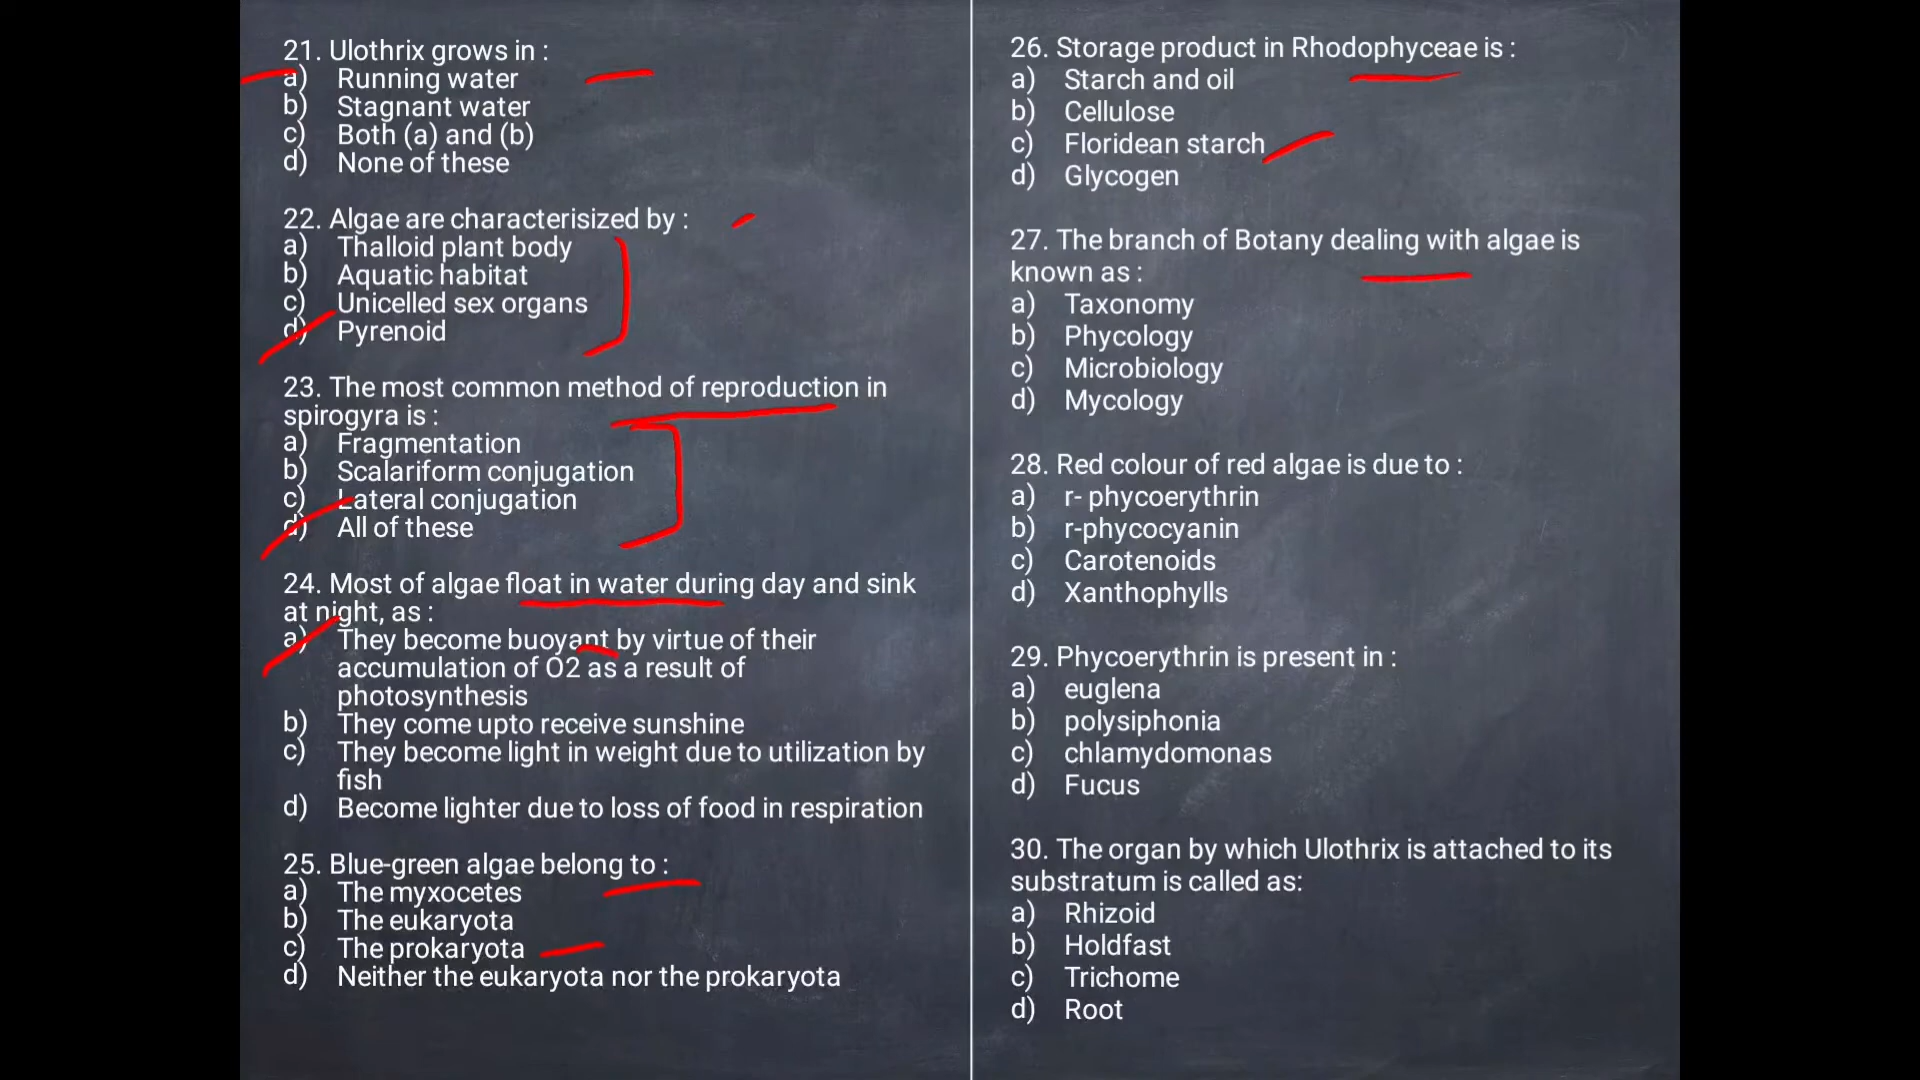 21. Ulothrix grows in :
a) Running water
b) Stagnant water
c) Both (a) and (b)
d) None of these
22. Algae are characterisized by :
a) Thalloid plant body
b) Aquatic habitat
c) Unicelled sex organs
d) Pyrenoid
23. The most common method of reproduction in
spirogyra is :
a) Fragmentation
b) Scalariform conjugation
c) Lateral conjugation
d) All of these
24. Most of algae float in water during day and sink
at night, as :
a) They become buoyant by virtue of their
accumulation of O2 as a result of
photosynthesis
b) They come upto receive sunshine
c) They become light in weight due to utilization by
fish
d) Become lighter due to loss of food in respiration
25. Blue-green algae belong to :
a) The myxocetes
b) The eukaryota
c) The prokaryota
d) Neither the eukaryota nor the prokaryota
26. Storage product in Rhodophyceae is :
a) Starch and oil
b) Cellulose
c) Floridean starch
d) Glycogen
27. The branch of Botany dealing with algae is
known as :
a) Taxonomy
b) Phycology
c) Microbiology
d) Mycology
28. Red colour of red algae is due to :
a) r- phycoerythrin
b) r-phycocyanin
c) Carotenoids
d) Xanthophylls
29. Phycoerythrin is present in :
a) euglena
b) polysiphonia
c) chlamydomonas
d) Fucus
30. The organ by which Ulothrix is attached to its
substratum is called as:
a) Rhizoid
b) Holdfast
c) Trichome
d) Root